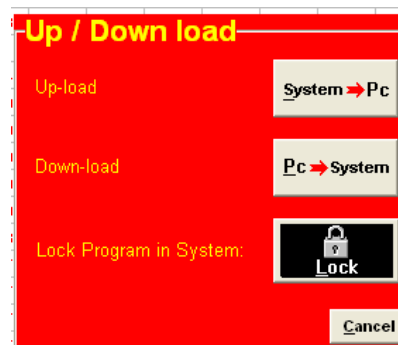 Up / Down load
Up-load
System ➔ Pc
Down-load
Pc ➔ System
Lock Program in System:
Lock
Cancel